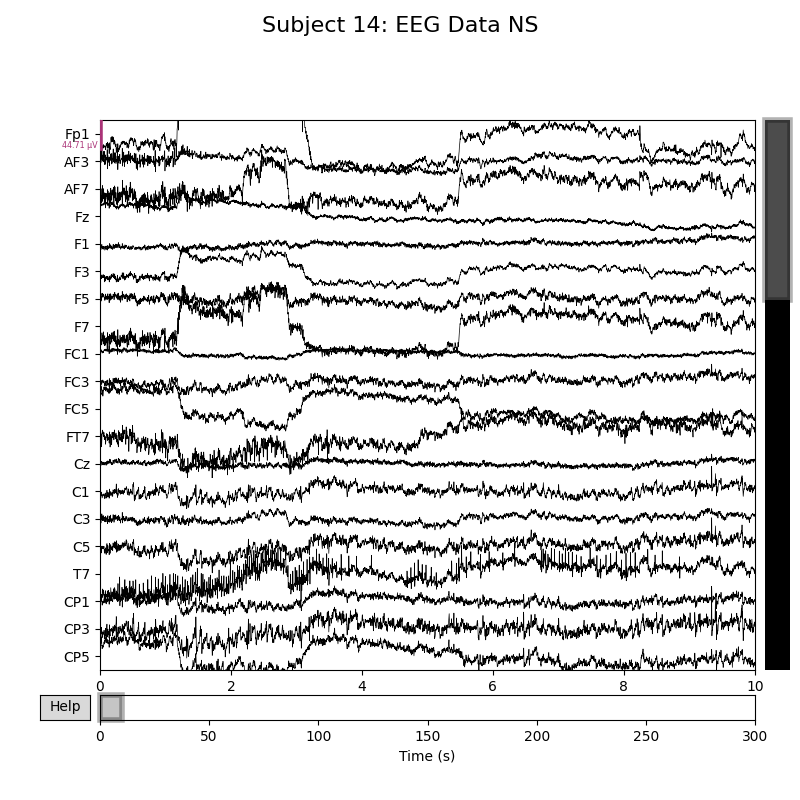 Subject 14: EEG Data NS
Fp1
44.71 µV
AF3
AF7
Fz
F1
F3
F5
F7
FC1
FC3
FC5
FT7
Cz
C1
C3
C5
T7
CP1
CP3
CP5
0 2 4 6 8 10
Help
0 50 100 150 200 250 300
Time (s)